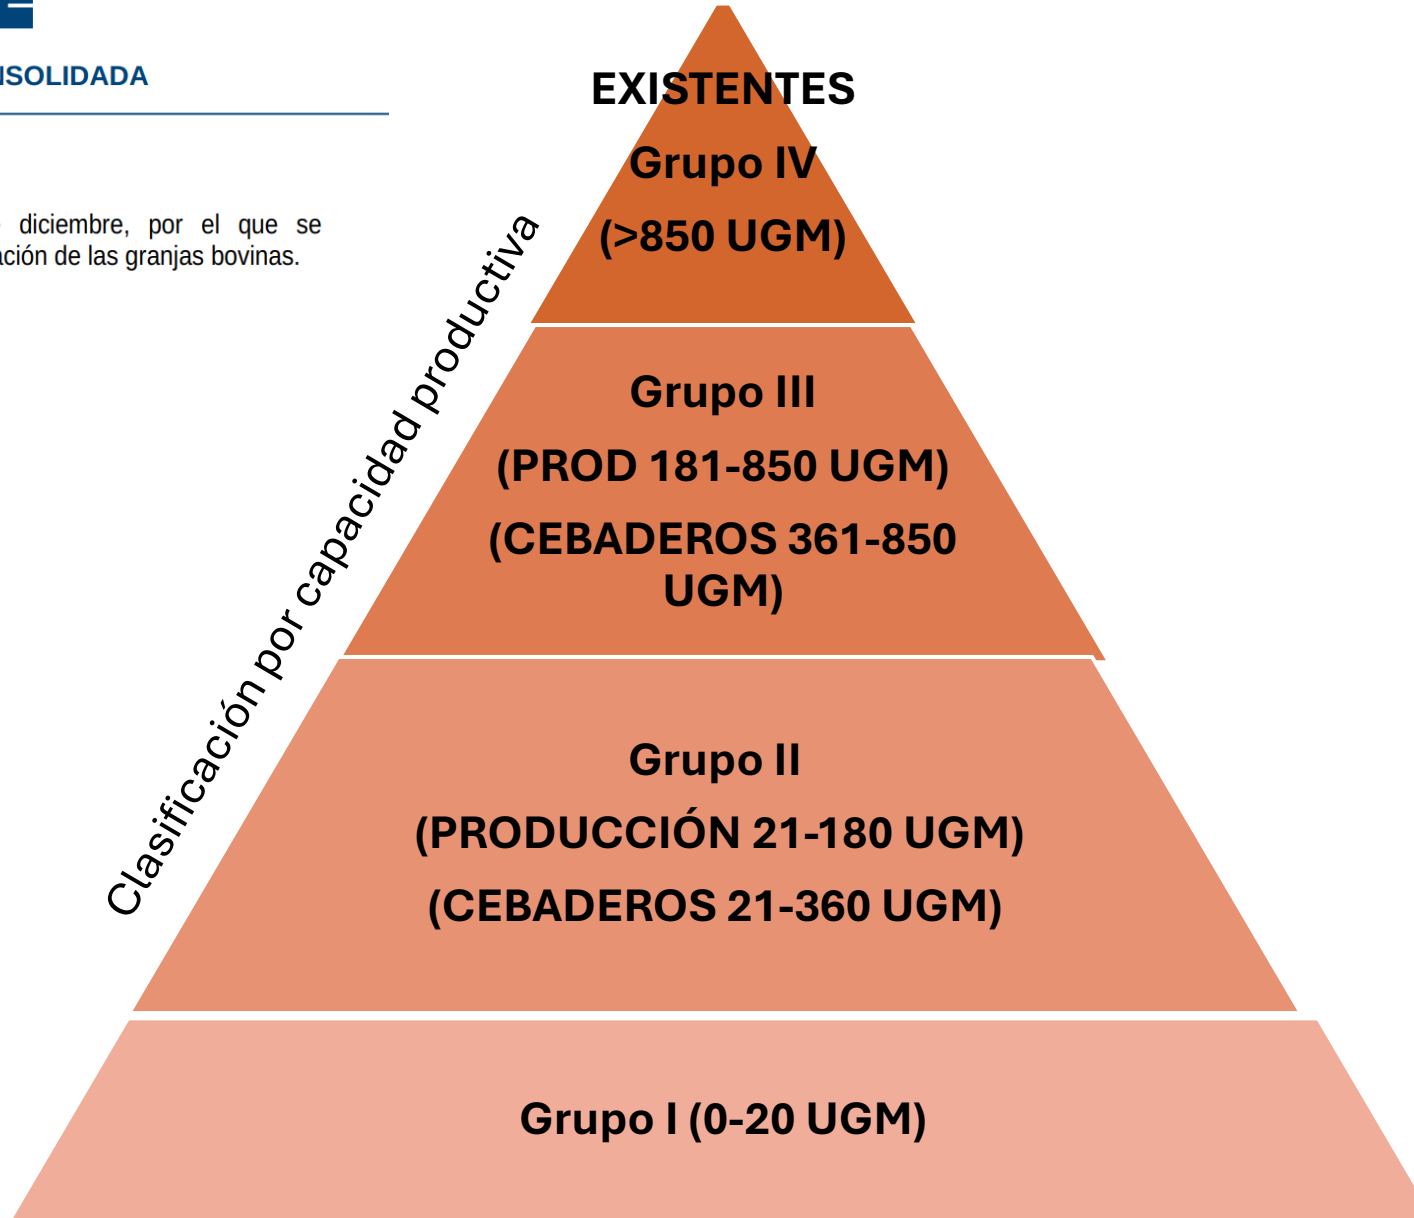 NSOLIDADA
diciembre, por el que se
ación de las granjas bovinas.
Clasificación por capacidad productiva
EXISTENTES
Grupo IV
(>850 UGM)
Grupo III
(PROD 181-850 UGM)
(CEBADEROS 361-850
UGM)
Grupo II
(PRODUCCIÓN 21-180 UGM)
(CEBADEROS 21-360 UGM)
Grupo I (0-20 UGM)